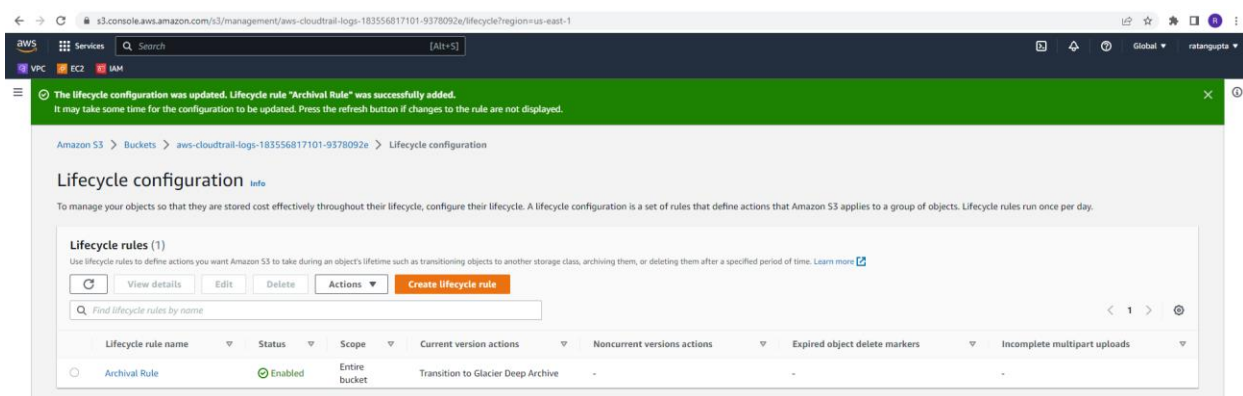 s3.console.aws.amazon.com/s3/management/aws-cloudtrail-logs-183556817101-9378092e/lifecycle?region=us-east-1
R
aws Services Search [Alt+S] Global ratangupta
VPC EC2 IAM
The lifecycle configuration was updated. Lifecycle rule "Archival Rule" was successfully added.
It may take some time for the configuration to be updated. Press the refresh button if changes to the rule are not displayed.
Amazon S3 > Buckets > aws-cloudtrail-logs-183556817101-9378092e > Lifecycle configuration
Lifecycle configuration Info
To manage your objects so that they are stored cost effectively throughout their lifecycle, configure their lifecycle. A lifecycle configuration is a set of rules that define actions that Amazon S3 applies to a group of objects. Lifecycle rules run once per day.
Lifecycle rules (1)
Use lifecycle rules to define actions you want Amazon S3 to take during an object's lifetime such as transitioning objects to another storage class, archiving them, or deleting them after a specified period of time. Learn more
View details Edit Delete Actions Create lifecycle rule
Find lifecycle rules by name < 1 >
Lifecycle rule name Status Scope Current version actions Noncurrent versions actions Expired object delete markers Incomplete multipart uploads
Archival Rule Enabled Entire bucket Transition to Glacier Deep Archive - - -